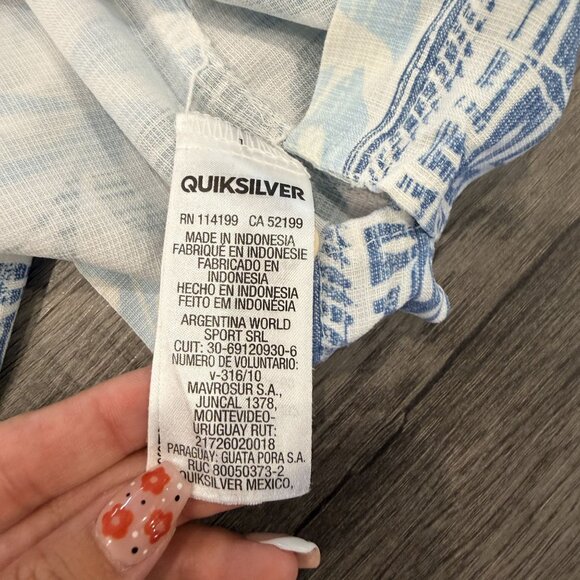 QUIKSILVER
RN 114199 CA 52199
MADE IN INDONESIA
FABRIQUÉ EN INDONESIE
FABRICADO EN
INDONESIA
HECHO EN INDONESIA
FEITO EM INDONÉSIA
ARGENTINA WORLD
SPORT SRL
CUIT: 30-69120930-6
NUMERO DE VOLUNTARIO:
v-316/10
MAVROSUR S.A.,
JUNCAL 1378,
MONTEVIDEO-
URUGUAY RUT:
21726020018
PARAGUAY: GUATA PORA S.A.
RUC 80050373-2
QUIKSILVER MEXICO,